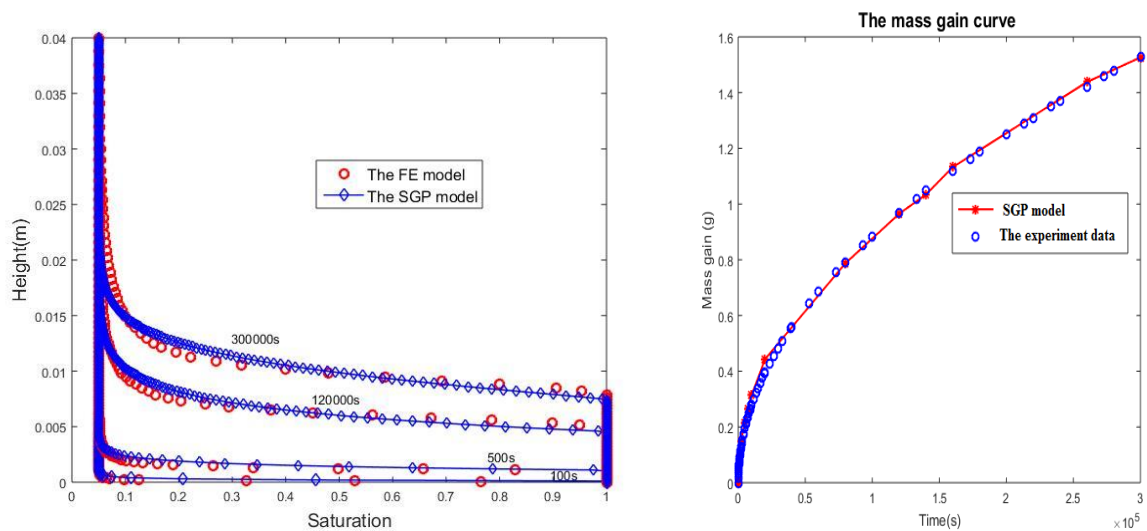 0.04
0.035
0.03
0.025
0.02
0.015
0.01
0.005
0
Height(m)
The FE model
The SGP model
300000s
120000s
500s
100s
0
0.1
0.2
0.3
0.4
0.5
0.6
0.7
0.8
0.9
1
Saturation
The mass gain curve
1.6
1.4
1.2
1
0.8
0.6
0.4
0.2
0
Mass gain (g)
SGP model
The experiment data
0
0.5
1
1.5
2
2.5
3
Time(s)
×10⁵